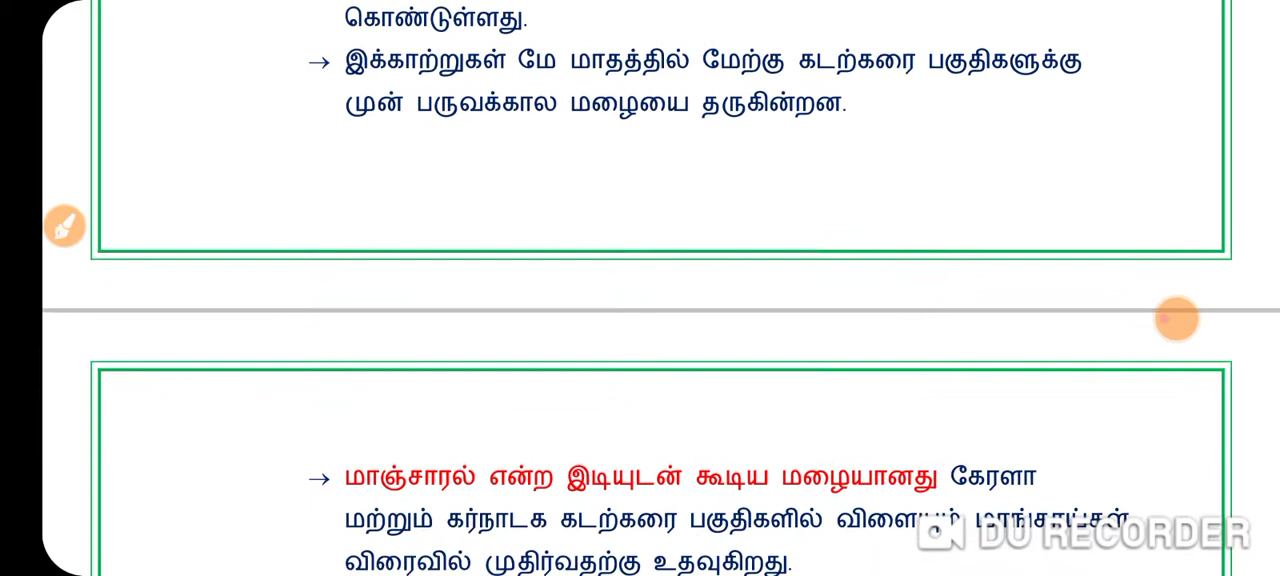 கொண்டுள்ளது.
→ இக்காற்றுகள் மே மாதத்தில் மேற்கு கடற்கரை பகுதிகளுக்கு
முன் பருவக்கால மழையை தருகின்றன.
→ மாஞ்சாரல் என்ற இடியுடன் கூடிய மழையானது கேரளா
மற்றும் கர்நாடக கடற்கரை பகுதிகளில் விளையும் மாங்காய்கள்
DU RECORDER
விரைவில் முதிர்வதற்கு உதவுகிறது.